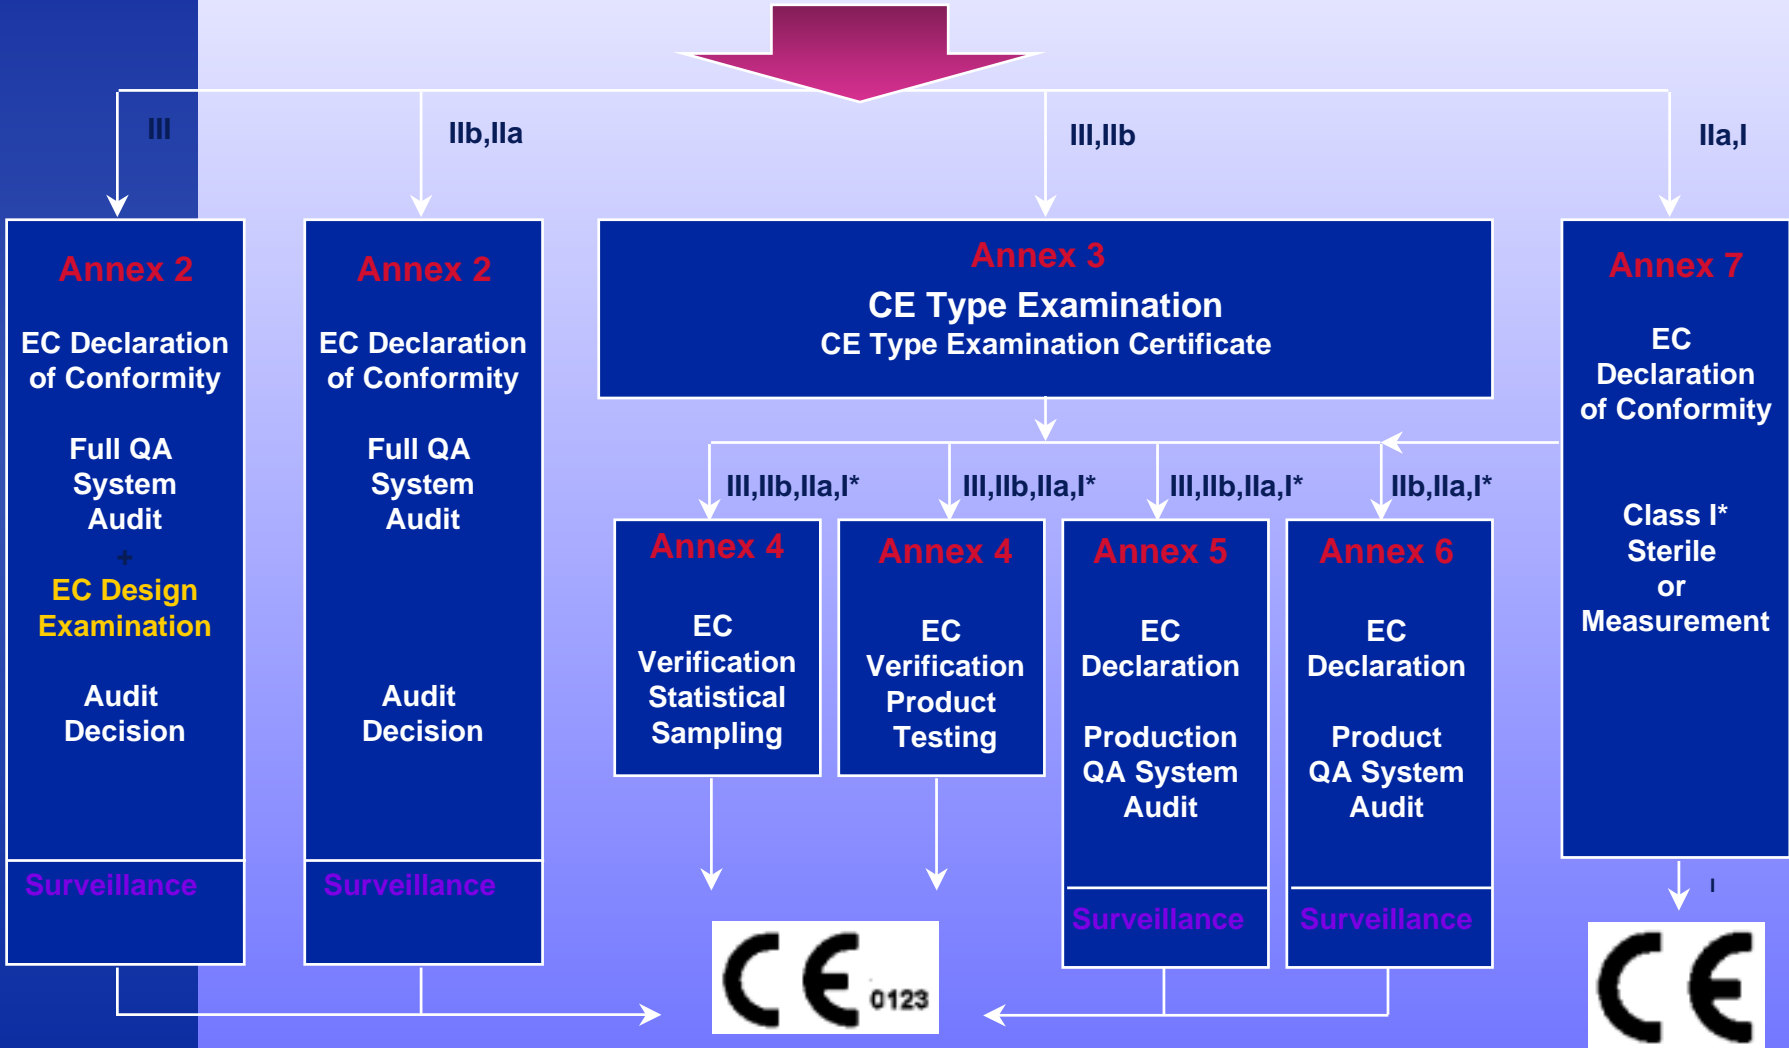 III
IIb,IIa
III,IIb
IIa,I
Annex 2
EC Declaration
of Conformity
Full QA
System
Audit
+
EC Design
Examination
Audit
Decision
Surveillance
Annex 2
EC Declaration
of Conformity
Full QA
System
Audit
Audit
Decision
Surveillance
Annex 3
CE Type Examination
CE Type Examination Certificate
III,IIb,IIa,I*
III,IIb,IIa,I*
III,IIb,IIa,I*
IIb,IIa,I*
Annex 4
EC
Verification
Statistical
Sampling
Annex 4
EC
Verification
Product
Testing
Annex 5
EC
Declaration
Production
QA System
Audit
Surveillance
Annex 6
EC
Declaration
Product
QA System
Audit
Surveillance
Annex 7
EC
Declaration
of Conformity
Class I*
Sterile
or
Measurement
I
CE 0123
CE